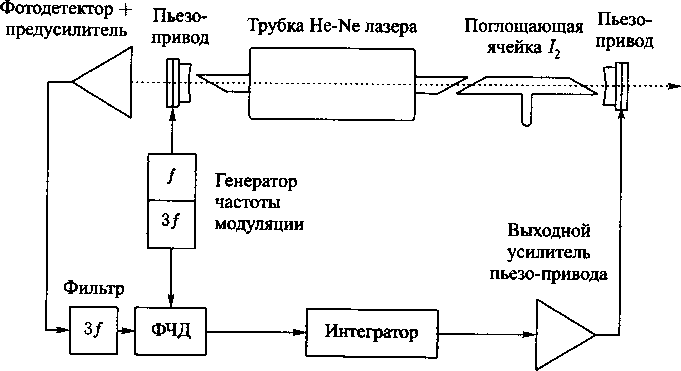 Фотодетектор +
предусилитель
Пьезо-
привод
Трубка He-Ne лазера
Поглощающая
ячейка I₂
Пьезо-
привод
f
3f
Генератор
частоты
модуляции
Выходной
усилитель
пьезо-привода
Фильтр
3f
ФЧД
Интегратор